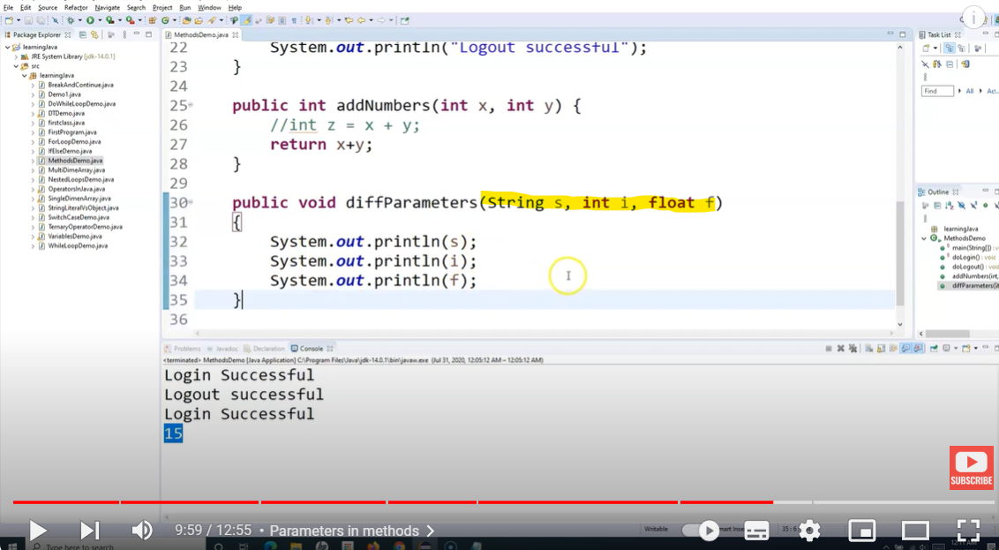 File Edit Source Refactor Navigate Search Project Run Window Help
Package Explorer
MethodsDemo.java
Task List
learningJava
JRE System Library [jdk-14.0.1]
src
learningJava
BreakAndContinue.java
Demo1.java
DoWhileLoopDemo.java
DTDemo.java
firstclass.java
FirstProgram.java
ForLoopDemo.java
IfElseDemo.java
MethodsDemo.java
MultiDimeArray.java
NestedLoopsDemo.java
OperatorsInJava.java
SingleDimenArray.java
StringLiteralVsObject.java
SwitchCaseDemo.java
TernaryOperatorDemo.java
VariablesDemo.java
WhileLoopDemo.java
22 System.out.println("Logout successful");
23 }
24
25 public int addNumbers(int x, int y) {
26 //int z = x + y;
27 return x+y;
28 }
29
30 public void diffParameters(String s, int i, float f)
31 {
32 System.out.println(s);
33 System.out.println(i);
34 System.out.println(f);
35 }
36
Find All Act...
Outline
learningJava
MethodsDemo
main(String[]) : v
doLogin() : void
doLogout() : void
addNumbers(int,
diffParameters(St
Problems Javadoc Declaration Console
<terminated> MethodsDemo [Java Application] C:\Program Files\Java\jdk-14.0.1\bin\javaw.exe (Jul 31, 2020, 12:05:12 AM – 12:05:12 AM)
Login Successful
Logout successful
Login Successful
15
SUBSCRIBE
9:59 / 12:55 • Parameters in methods
Writable
Type here to search